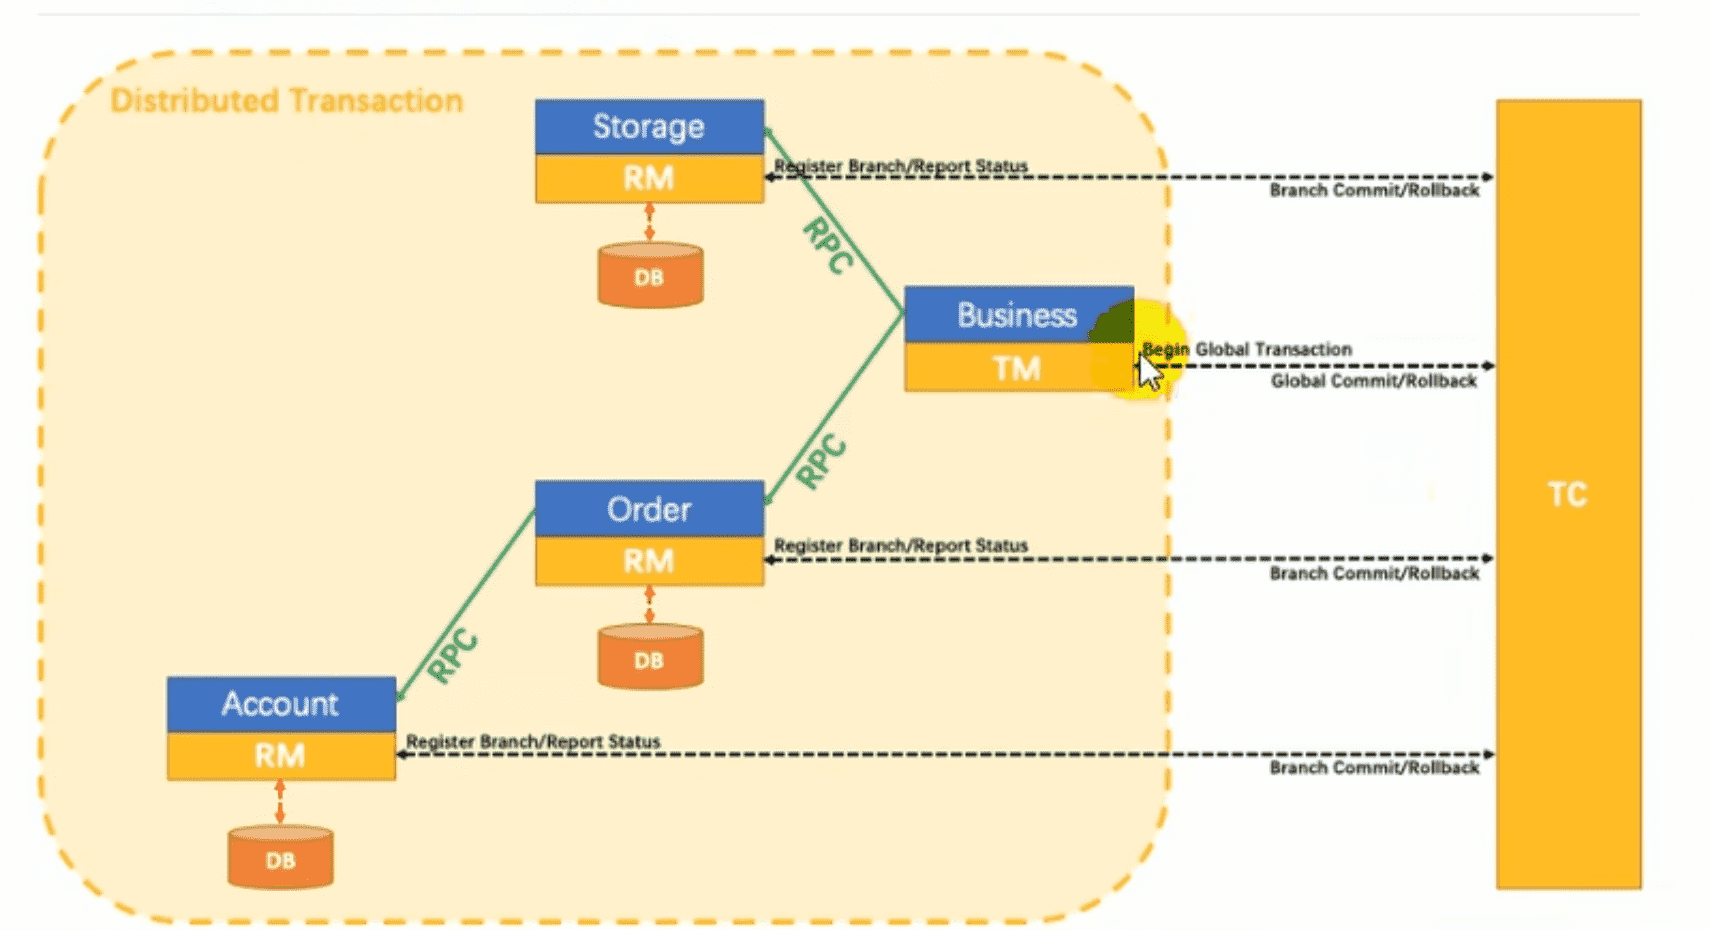 Distributed Transaction
Storage
RM
DB
Register Branch/Report Status
Branch Commit/Rollback
RPC
Business
TM
Begin Global Transaction
Global Commit/Rollback
RPC
Order
RM
DB
Register Branch/Report Status
Branch Commit/Rollback
TC
RPC
Account
RM
DB
Register Branch/Report Status
Branch Commit/Rollback